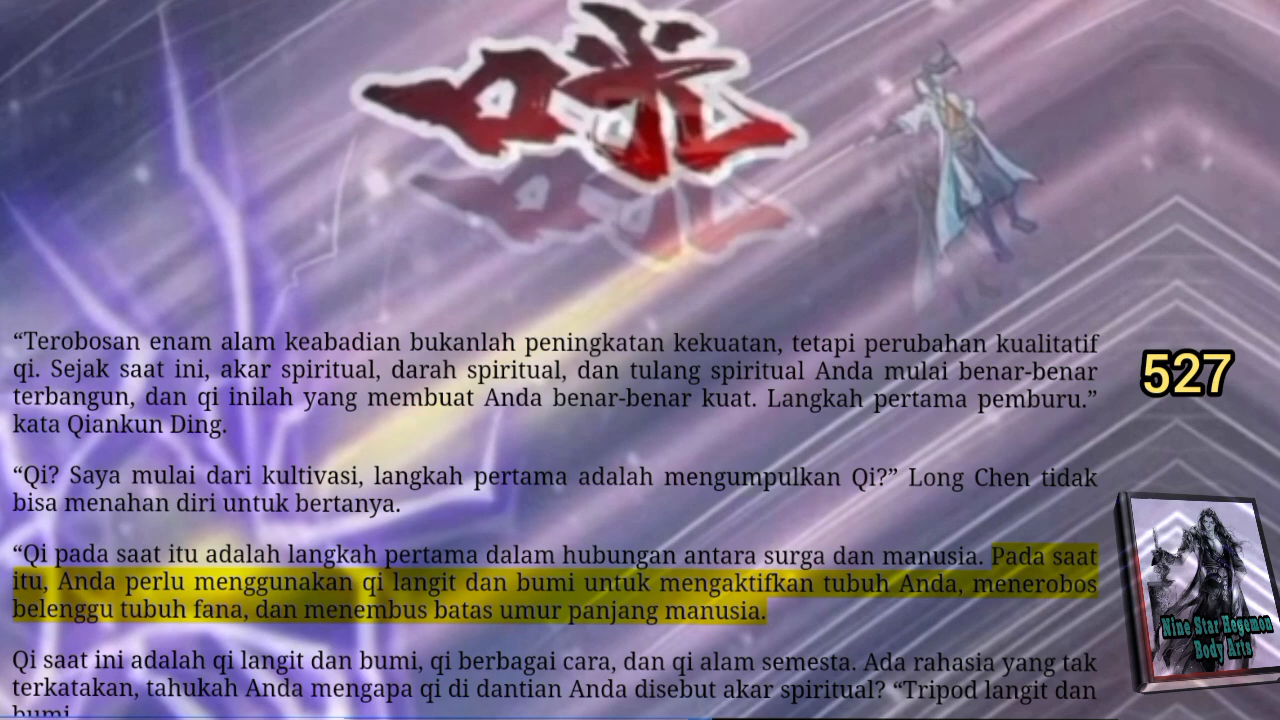 “Terobosan enam alam keabadian bukanlah peningkatan kekuatan, tetapi perubahan kualitatif
qi. Sejak saat ini, akar spiritual, darah spiritual, dan tulang spiritual Anda mulai benar-benar
terbangun, dan qi inilah yang membuat Anda benar-benar kuat. Langkah pertama pemburu.”
kata Qiankun Ding.
527
“Qi? Saya mulai dari kultivasi, langkah pertama adalah mengumpulkan Qi?” Long Chen tidak
bisa menahan diri untuk bertanya.
“Qi pada saat itu adalah langkah pertama dalam hubungan antara surga dan manusia. Pada saat
itu, Anda perlu menggunakan qi langit dan bumi untuk mengaktifkan tubuh Anda, menerobos
belenggu tubuh fana, dan menembus batas umur panjang manusia.
Qi saat ini adalah qi langit dan bumi, qi berbagai cara, dan qi alam semesta. Ada rahasia yang tak
terkatakan, tahukah Anda mengapa qi di dantian Anda disebut akar spiritual? “Tripod langit dan
bumi
Nine Star Hegemon
Body Arts